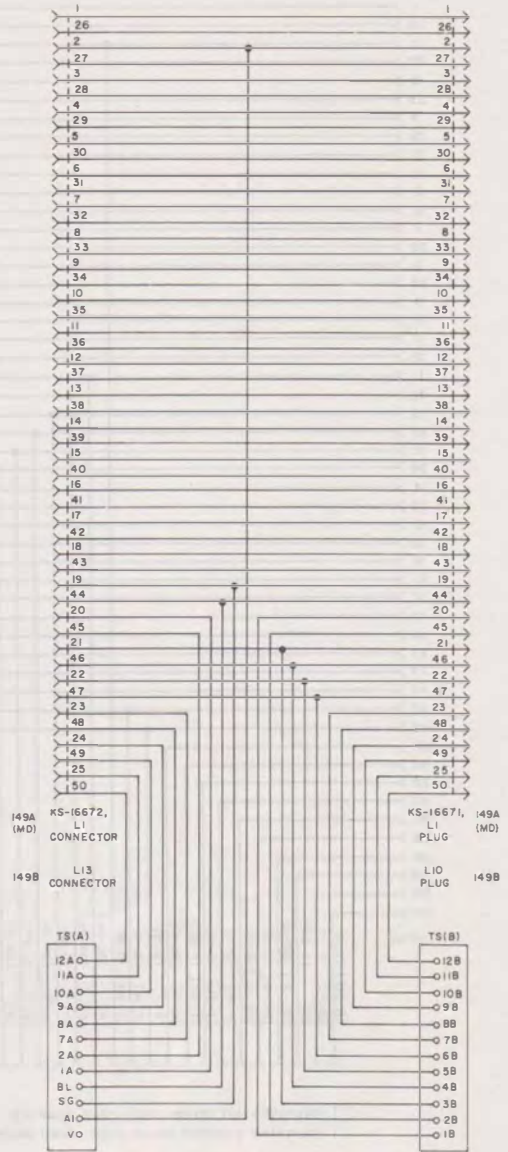 1 1
26 26
2 2
27 27
3 3
28 28
4 4
29 29
5 5
30 30
6 6
31 31
7 7
32 32
8 8
33 33
9 9
34 34
10 10
35 35
11 11
36 36
12 12
37 37
13 13
38 38
14 14
39 39
15 15
40 40
16 16
41 41
17 17
42 42
18 18
43 43
19 19
44 44
20 20
45 45
21 21
46 46
22 22
47 47
23 23
48 48
24 24
49 49
25 25
50 50
149A KS-16672, KS-16671, 149A
(MD) L1 L1 (MD)
CONNECTOR PLUG
149B L13 L10 149B
CONNECTOR PLUG
TS(A) TS(B)
12A 12B
11A 11B
10A 10B
9A 9B
8A 8B
7A 7B
2A 6B
1A 5B
BL 4B
SG 3B
A1 2B
V 1B